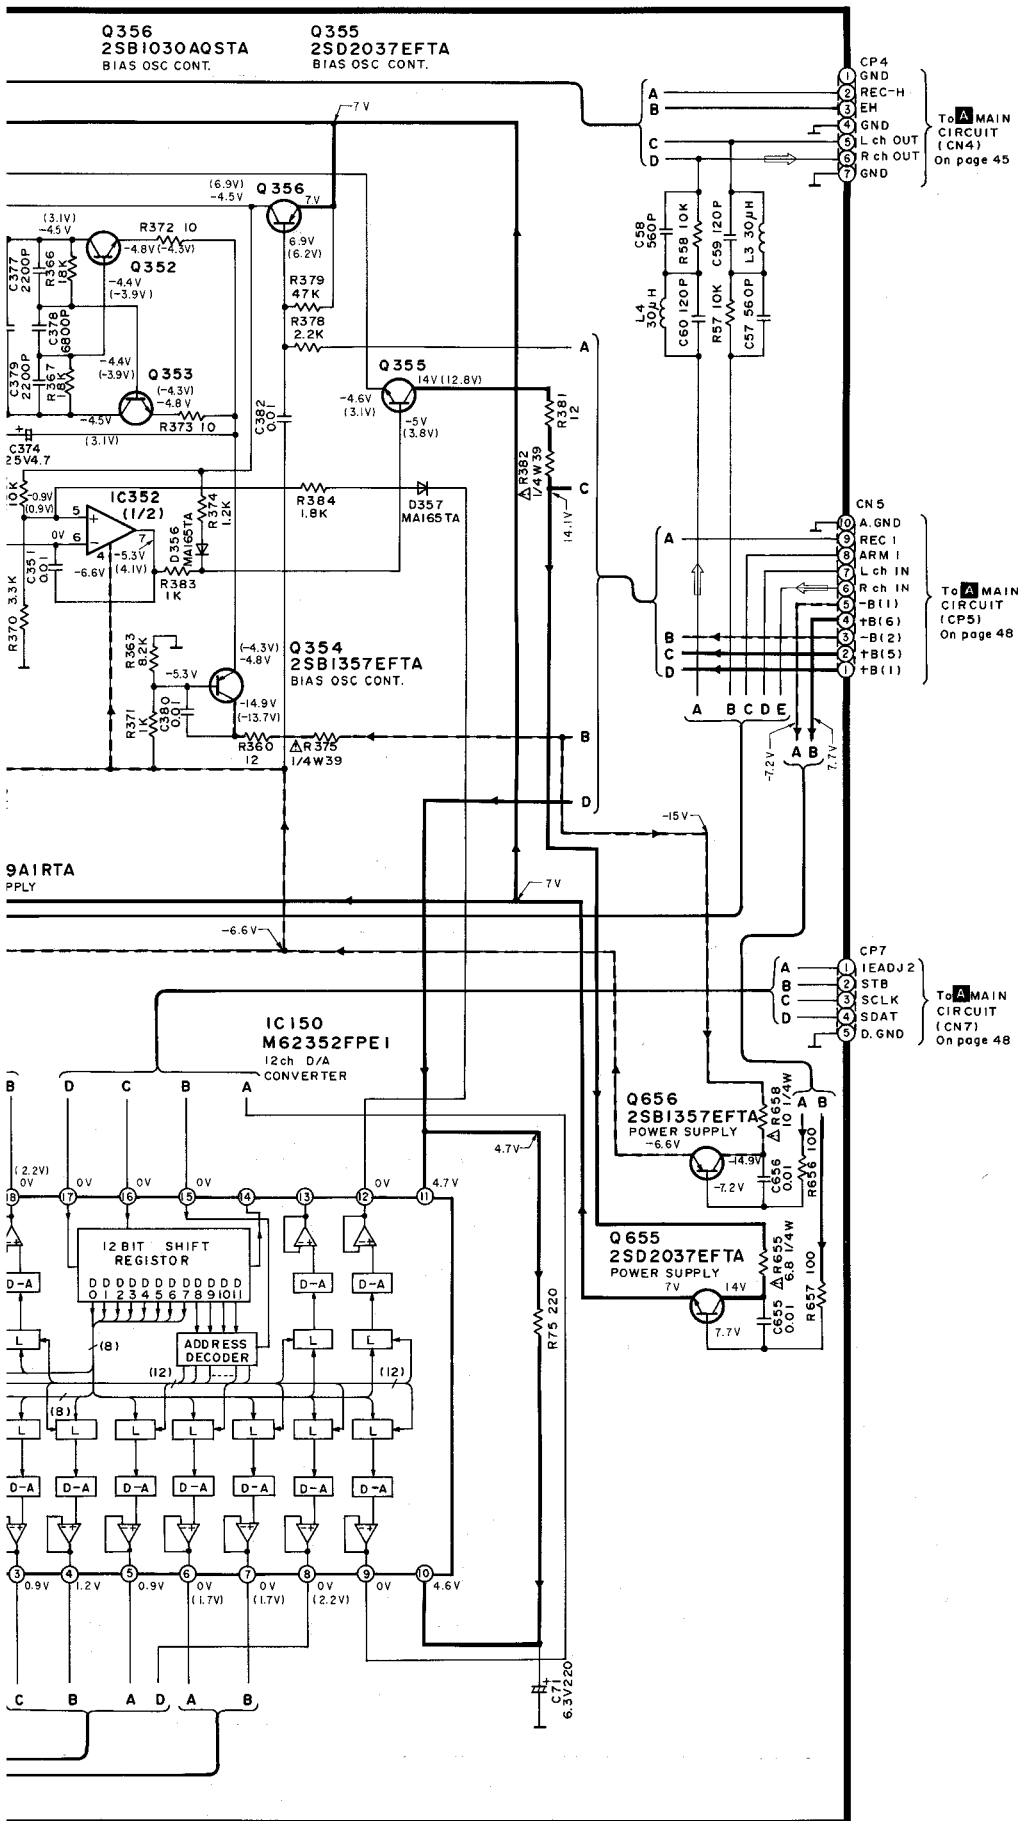 Q356
2SB1030AQSTA
BIAS OSC CONT.
Q355
2SD2037EFTA
BIAS OSC CONT.
CP4
1 GND
2 REC-H
3 EH
4 GND
5 L ch OUT
6 R ch OUT
7 GND
A
B
C
D
To A MAIN
CIRCUIT
(CN4)
On page 45
-7V
(6.9V)
-4.5V
Q356
7V
6.9V
(6.2V)
R379
47K
R378
2.2K
A
(3.1V)
-4.5V
R372 10
-4.8V(-4.3V)
Q352
-4.4V
(-3.9V)
C377
2200P
R366
18K
C378
6800P
C379
2200P
R367
18K
-4.4V
(-3.9V)
Q353
(-4.3V)
-4.8V
-4.5V
(3.1V)
R373 10
C374
25V4.7
C382
0.01
Q355
14V(12.8V)
-4.6V
(3.1V)
-5V
(3.8V)
R381
12
R382
1/4W39
C
14.1V
C58
560P
R58 10K
C59 120P
L3 30μH
L4
30μH
C60 120P
R57 10K
C57 560P
10K
-0.9V
(0.9V)
IC352
(1/2)
5
6
7
4
0V
-5.3V
(4.1V)
-6.6V
C351
0.01
R370 3.3K
D356
MA165TA
R374
1.2K
R383
1K
R384
1.8K
D357
MA165TA
CN5
10 A.GND
9 REC 1
8 ARM 1
7 L ch IN
6 R ch IN
5 -B(1)
4 +B(6)
3 -B(2)
2 +B(5)
1 +B(1)
A
B
C
D
To A MAIN
CIRCUIT
(CP5)
On page 48
A B C D E
-7.2V
A B
7.7V
R363
8.2K
-5.3V
Q354
2SB1357EFTA
BIAS OSC CONT.
(-4.3V)
-4.8V
-14.9V
(-13.7V)
R371
1K
C380
0.01
R360
12
R375
1/4W39
B
D
-15V
9A1RTA
PPLY
7V
-6.6V
CP7
1 IEADJ2
2 STB
3 SCLK
4 SDAT
5 D.GND
A
B
C
D
To A MAIN
CIRCUIT
(CN7)
On page 48
IC150
M62352FPE1
12ch D/A
CONVERTER
B D C B A
Q656
2SB1357EFTA
POWER SUPPLY
-6.6V
-14.9V
-7.2V
R658
10 1/4W
C656
0.01
R656 100
A B
4.7V
(2.2V)
0V
0V
0V
0V
0V
4.7V
18 17 16 15 14 13 12 11
12 BIT SHIFT
REGISTOR
D D D D D D D D D D D D
0 1 2 3 4 5 6 7 8 9 10 11
D-A
D-A
D-A
L
L
L
(8)
ADDRESS
DECODER
(12)
(12)
(8)
L L L L L L L
D-A D-A D-A D-A D-A D-A D-A
Q655
2SD2037EFTA
POWER SUPPLY
7V
14V
7.7V
R655
6.8 1/4W
C655
0.01
R657 100
R75 220
3 4 5 6 7 8 9 10
0.9V
1.2V
0.9V
0V
(1.7V)
0V
(1.7V)
0V
(2.2V)
0V
4.6V
C B A D A B
C71
6.3V220